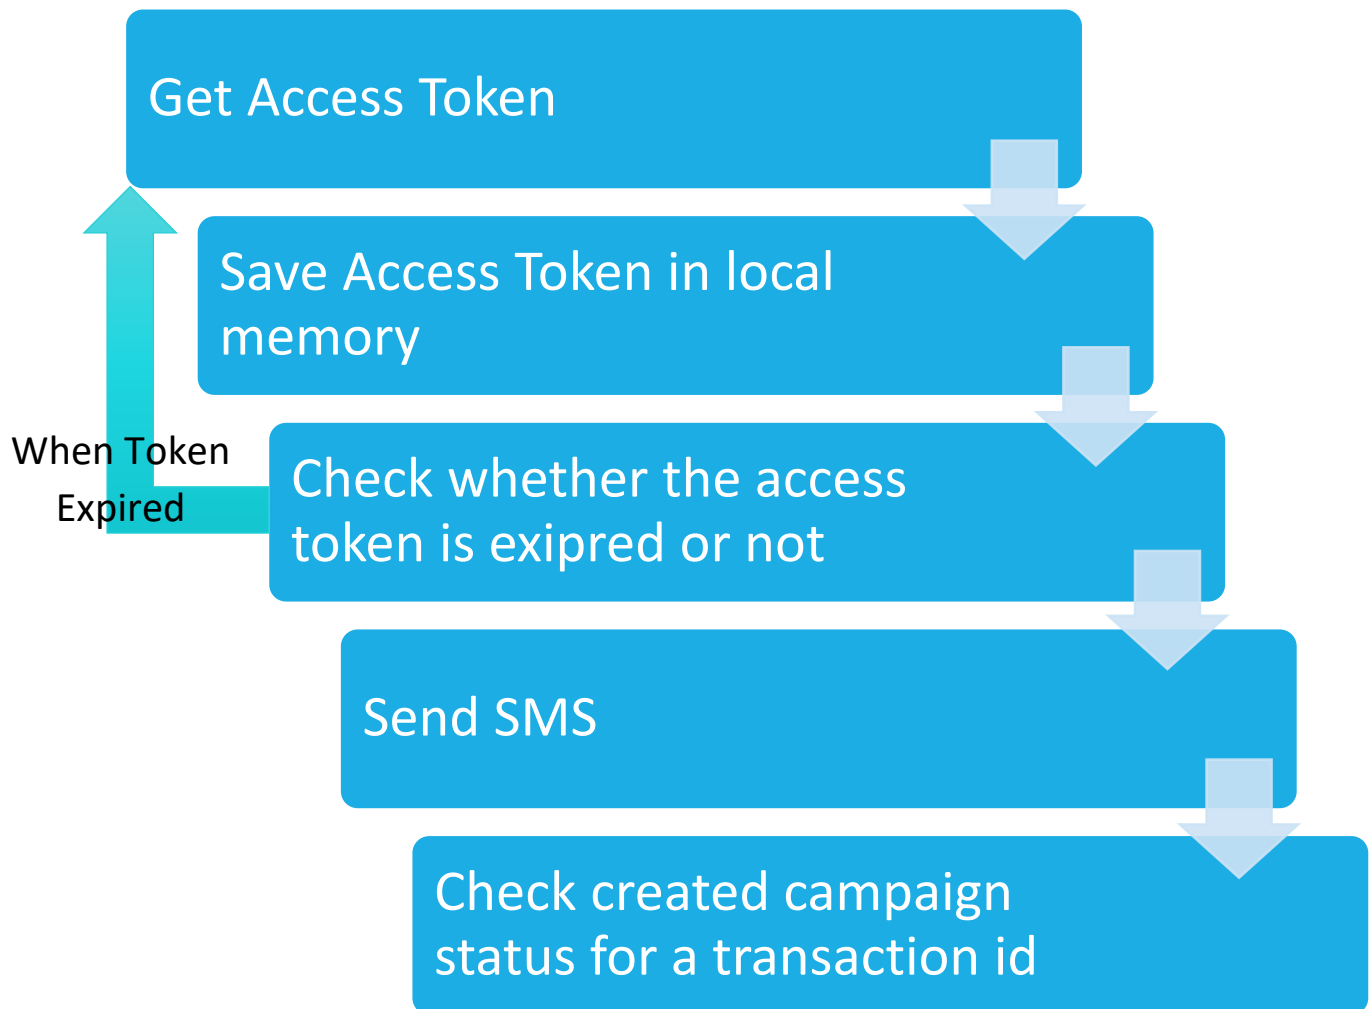 Get Access Token
Save Access Token in local
memory
When Token
Expired
Check whether the access
token is exipred or not
Send SMS
Check created campaign
status for a transaction id